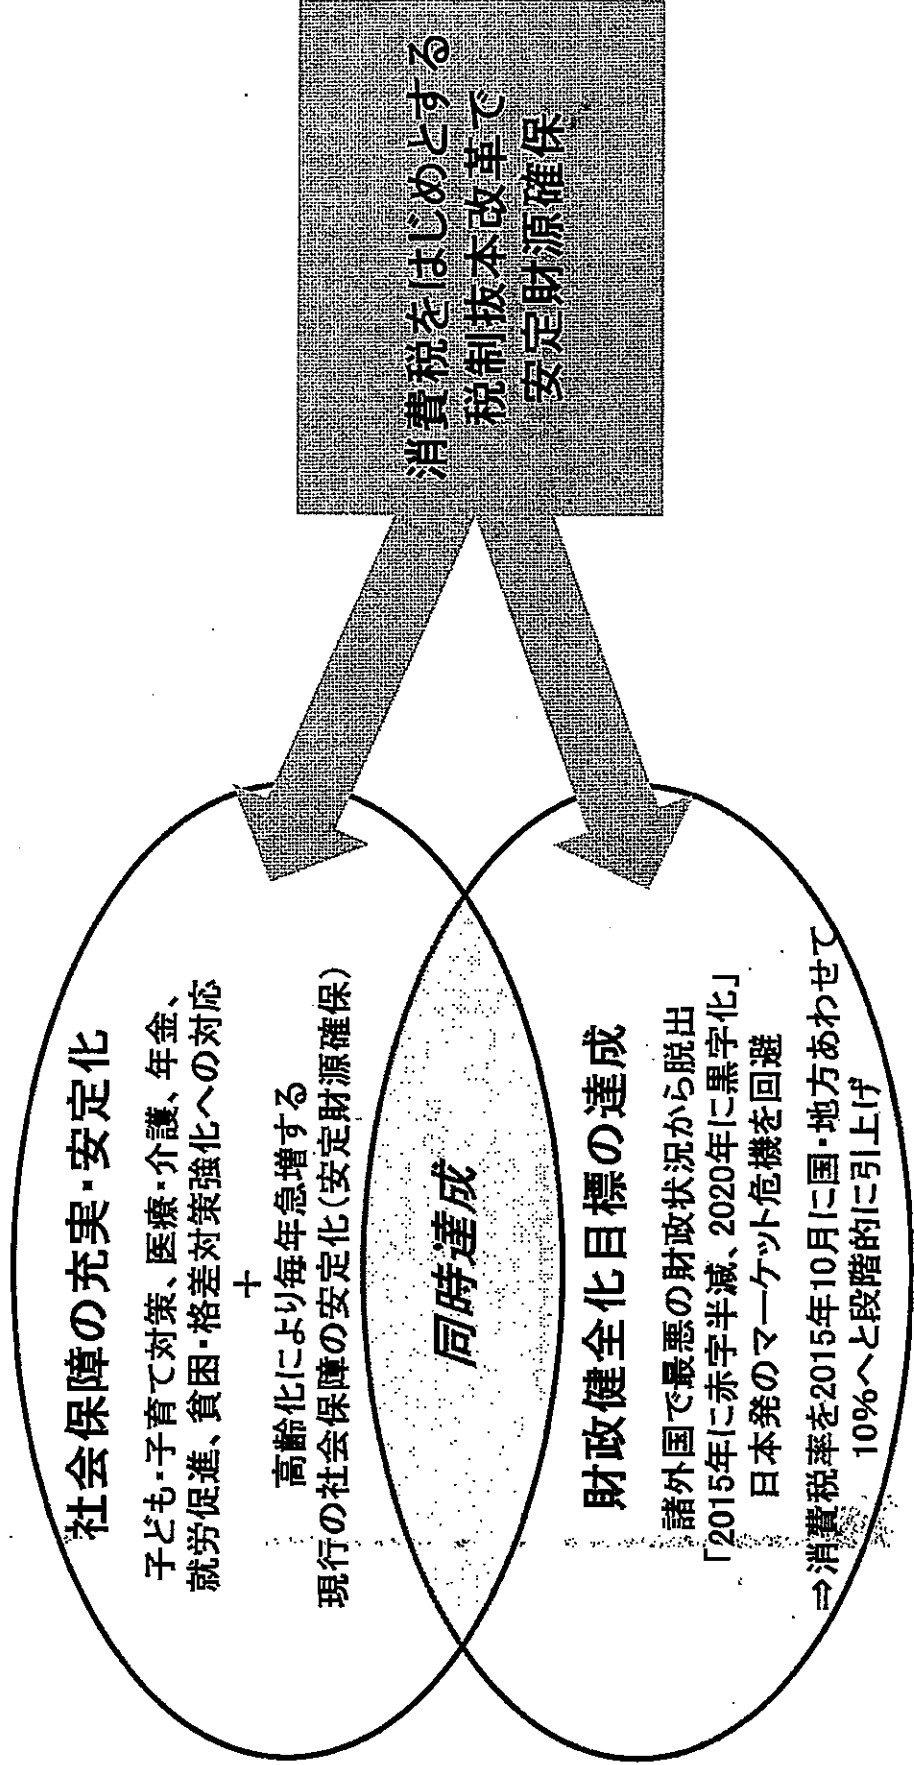 社会保障の充実・安定化
子ども・子育て対策、医療・介護、年金、
就労促進、貧困・格差対策強化への対応
＋
高齢化により毎年急増する
現行の社会保障の安定化（安定財源確保）
同時達成
財政健全化目標の達成
諸外国で最悪の財政状況から脱出
「2015年に赤字半減、2020年に黒字化」
日本発のマーケット危機を回避
⇒消費税率を2015年10月に国・地方あわせて
10％へと段階的に引上げ
消費税をはじめとする
税制抜本改革で
安定財源確保